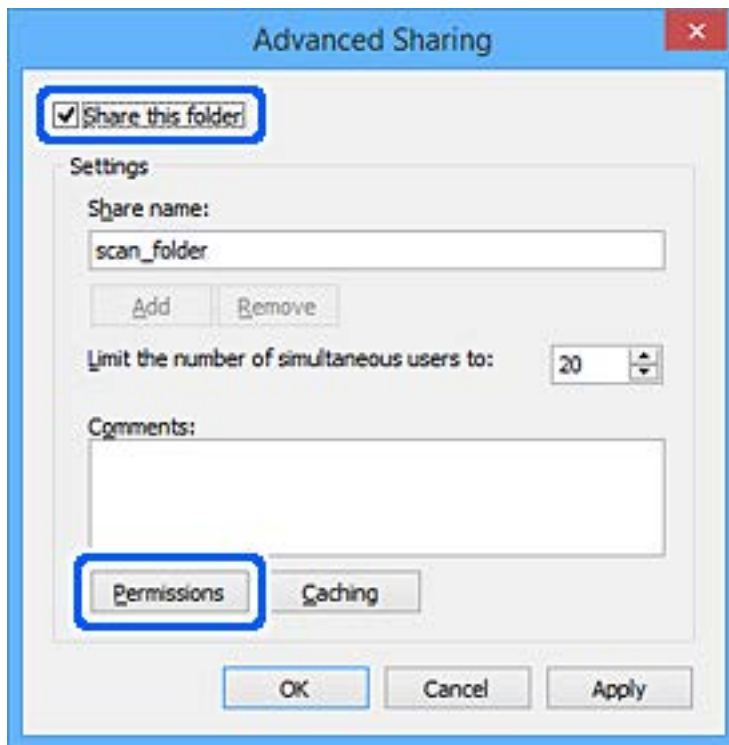 Advanced Sharing
Share this folder
Settings
Share name:
scan_folder
Add Remove
Limit the number of simultaneous users to: 20
Comments:
Permissions Caching
OK Cancel Apply